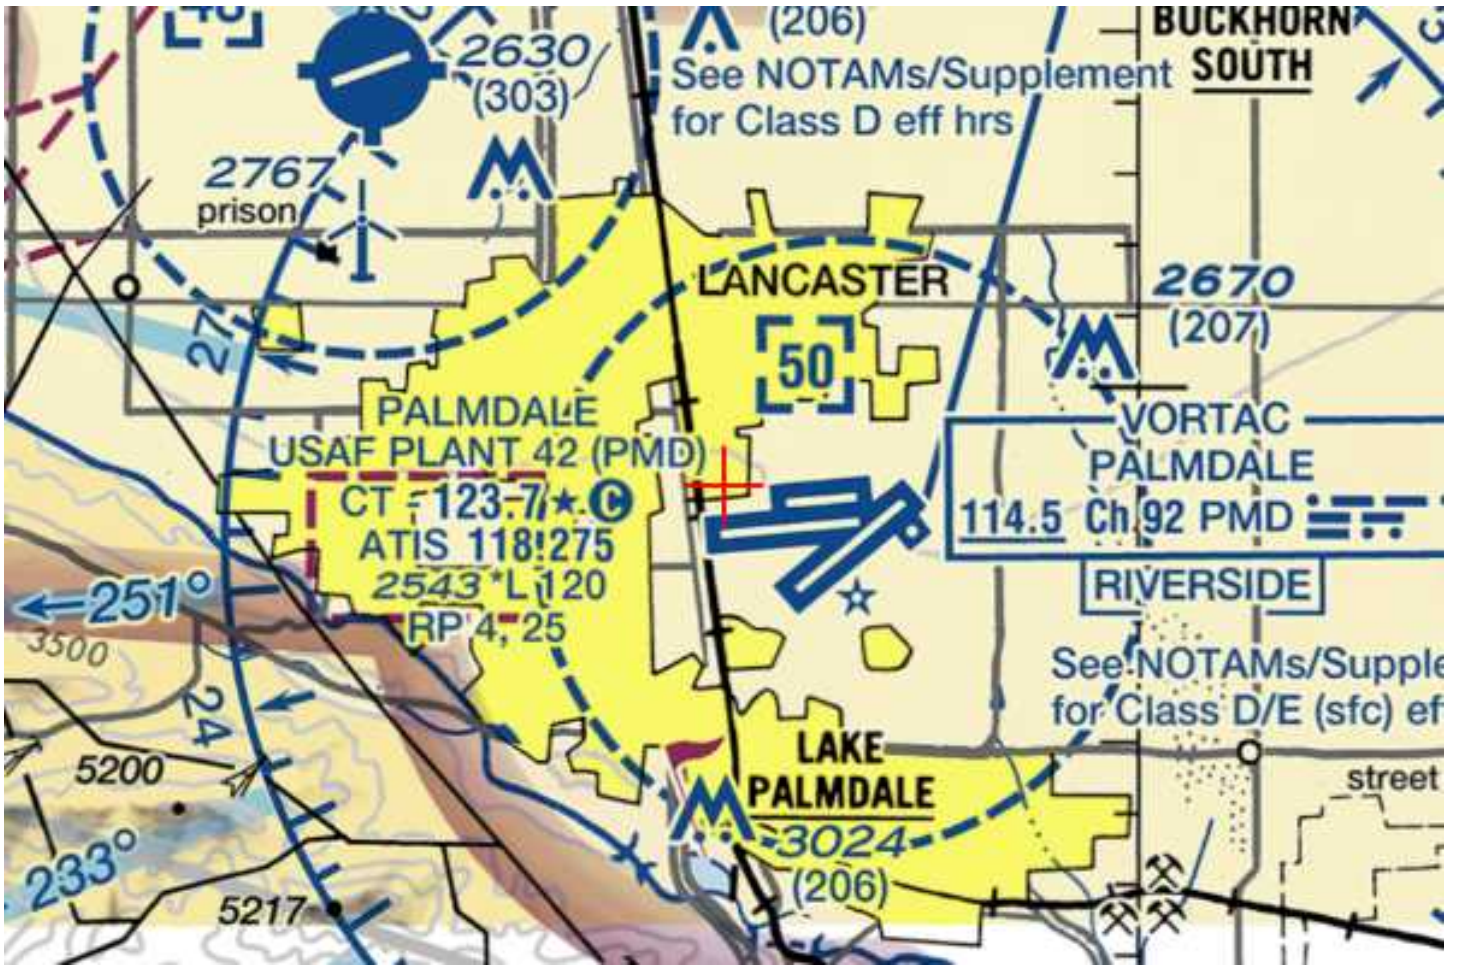 2630
(303)
(206)
See NOTAMs/Supplement
for Class D eff hrs
BUCKHORN
SOUTH
2767
prison
LANCASTER
50
2670
(207)
27
PALMDALE
USAF PLANT 42 (PMD)
CT - 123.7 ★ C
ATIS 118.275
2543 *L 120
RP 4, 25
VORTAC
PALMDALE
114.5 Ch 92 PMD
RIVERSIDE
See NOTAMs/Supple
for Class D/E (sfc) ef
251°
3500
24
5200
LAKE
PALMDALE
3024
(206)
street
233°
5217